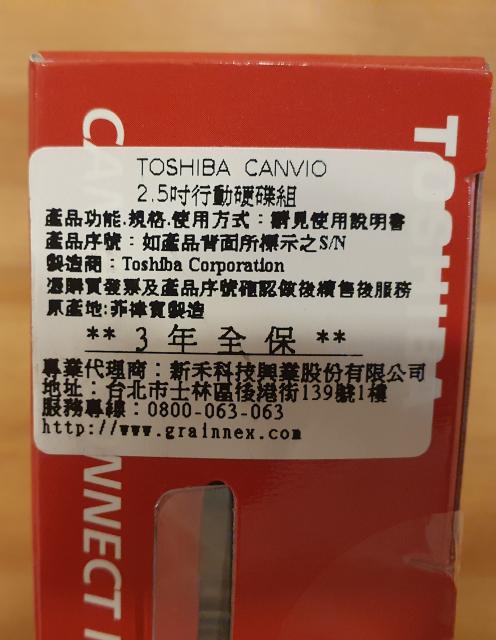 TOSHIBA CANVIO
2.5吋行動硬碟組
產品功能.規格.使用方式：請見使用說明書
產品序號：如產品背面所標示之S/N
製造商：Toshiba Corporation
憑購買發票及產品序號確認做後續售後服務
原產地:菲律賓製造
** 3 年 全 保 **
專業代理商：新禾科技興業股份有限公司
地址：台北市士林區後港街139號1樓
服務專線：0800-063-063
http://www.grainnex.com
TOSHIBA